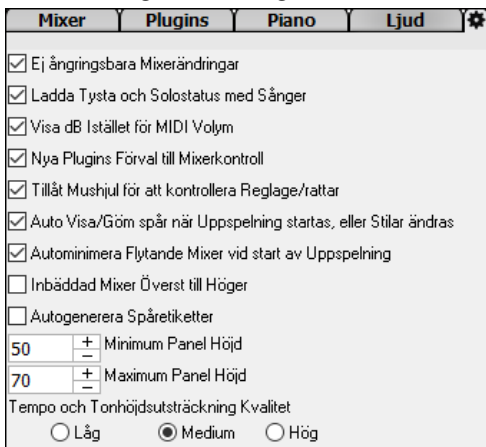 Mixer Plugins Piano Ljud
Ej ångringsbara Mixerändringar
Ladda Tysta och Solostatus med Sånger
Visa dB Istället för MIDI Volym
Nya Plugins Förval till Mixerkontroll
Tillåt Mushjul för att kontrollera Reglage/rattar
Auto Visa/Göm spår när Uppspelning startas, eller Stilar ändras
Autominimera Flytande Mixer vid start av Uppspelning
Inbäddad Mixer Överst till Höger
Autogenerera Spåretiketter
50 + − Minimum Panel Höjd
70 + − Maximum Panel Höjd
Tempo och Tonhöjdsutsträckning Kvalitet
Låg Medium Hög